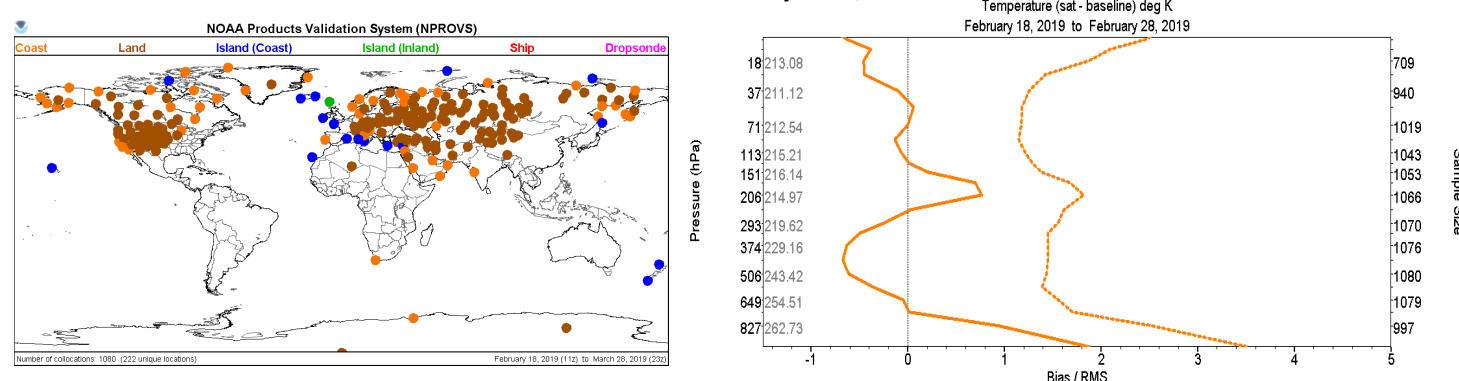 NOAA Products Validation System (NPROVS)
Coast Land Island (Coast) Island (Inland) Ship Dropsonde
Number of collocations: 1080 (222 unique locations) February 18, 2019 (11z) to March 28, 2019 (23z)
Temperature (sat - baseline) deg K
February 18, 2019 to February 28, 2019
Pressure (hPa)
18 213.08 709
37 211.12 940
71 212.54 1019
113 215.21 1043
151 216.14 1053
206 214.97 1066
293 219.62 1070
374 229.16 1076
506 243.42 1080
649 254.51 1079
827 262.73 997
-1 0 1 2 3 4 5
Bias / RMS
Sample Size